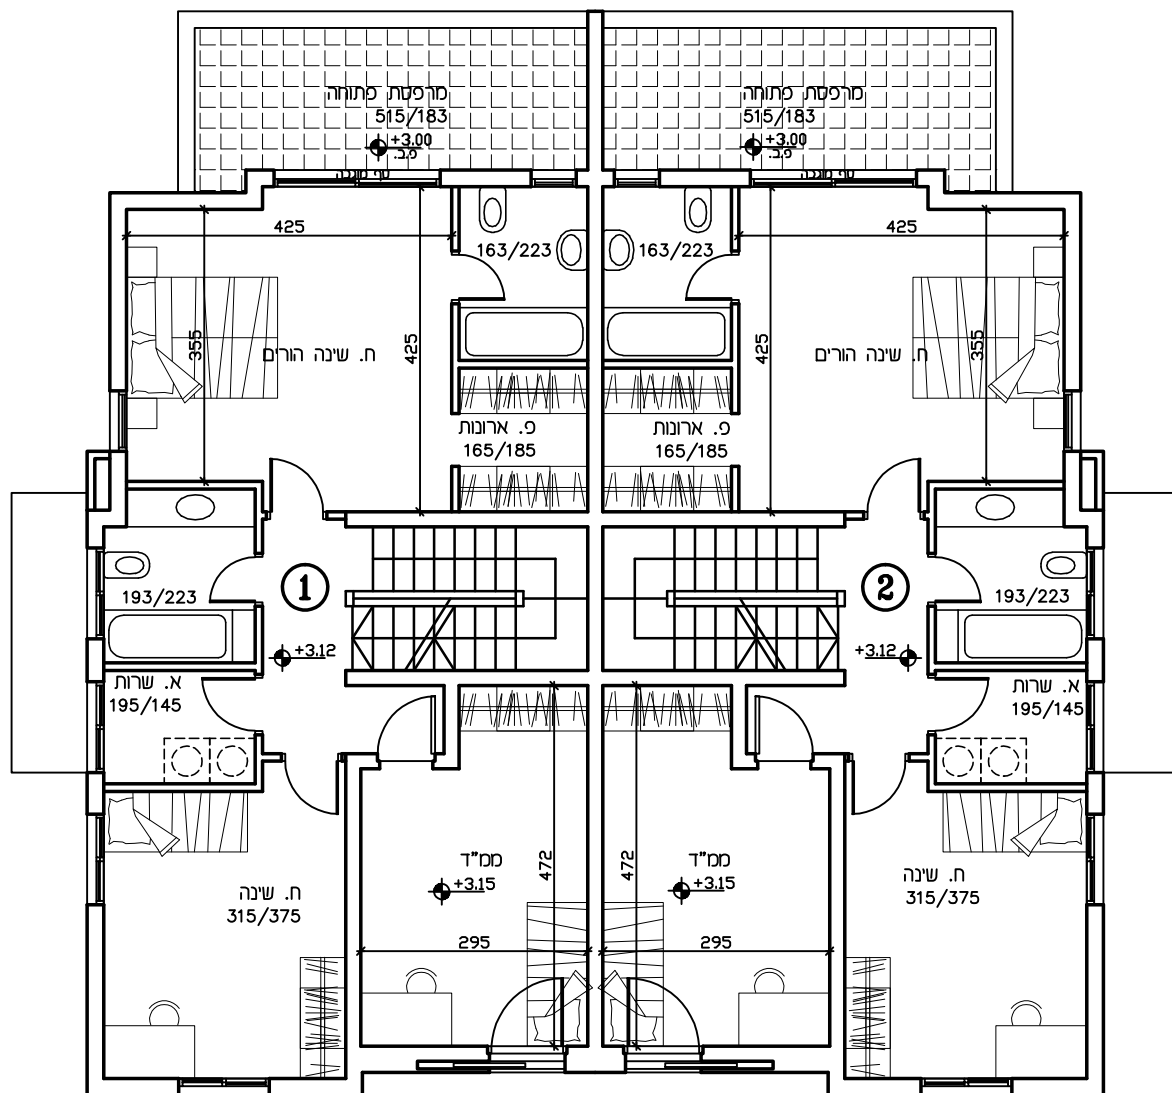 מרפסת פתוחה
515/183
+3.00
פ.ב.
מרפסת פתוחה
515/183
+3.00
פ.ב.
425
163/223
163/223
425
355
ח. שינה הורים
425
425
ח. שינה הורים
355
פ. ארונות
165/185
פ. ארונות
165/185
1
193/223
+3.12
2
193/223
+3.12
א. שרות
195/145
א. שרות
195/145
ממ"ד
+3.15
472
ממ"ד
+3.15
472
ח. שינה
315/375
ח. שינה
315/375
295
295